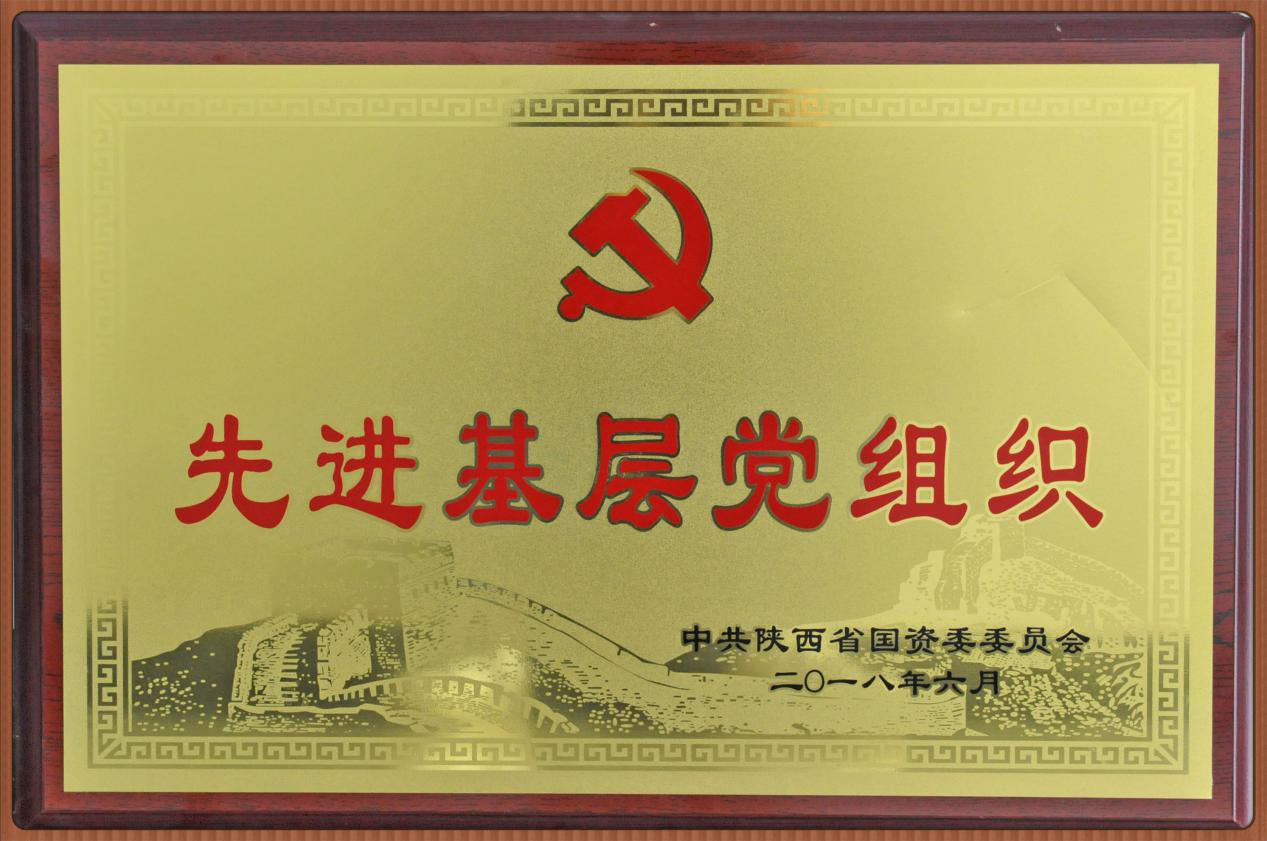 先进基层党组织
中共陕西省国资委委员会
二〇一八年六月